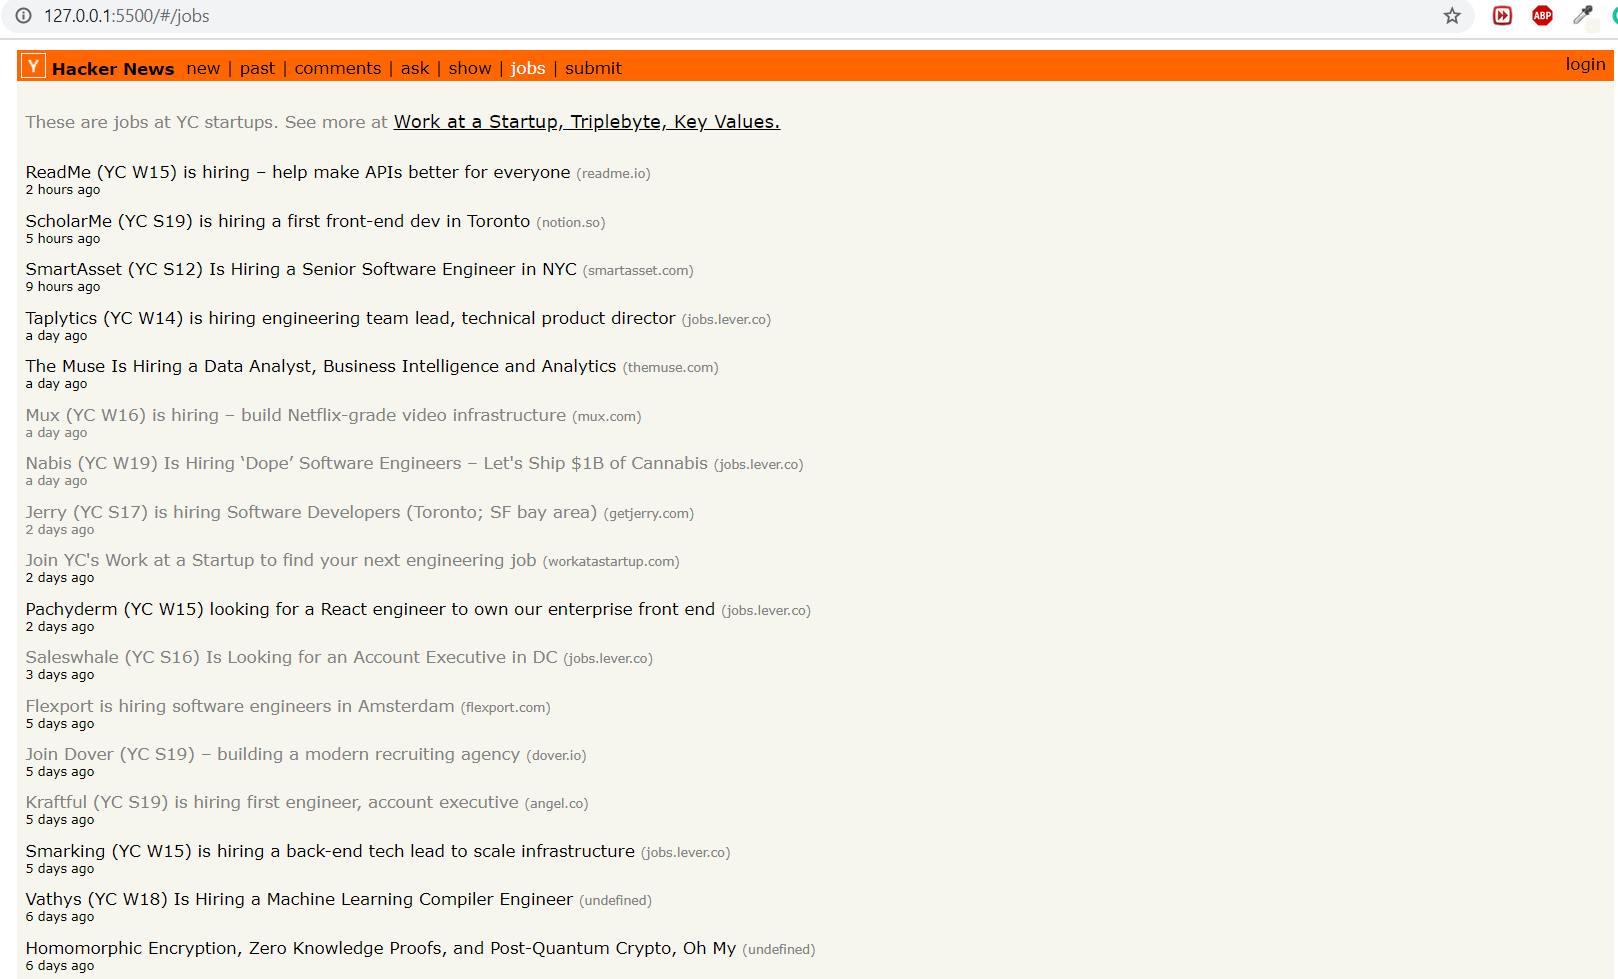 127.0.0.1:5500/#/jobs
ABP
Y Hacker News new | past | comments | ask | show | jobs | submit login
These are jobs at YC startups. See more at Work at a Startup, Triplebyte, Key Values.
ReadMe (YC W15) is hiring – help make APIs better for everyone (readme.io)
2 hours ago
ScholarMe (YC S19) is hiring a first front-end dev in Toronto (notion.so)
5 hours ago
SmartAsset (YC S12) Is Hiring a Senior Software Engineer in NYC (smartasset.com)
9 hours ago
Taplytics (YC W14) is hiring engineering team lead, technical product director (jobs.lever.co)
a day ago
The Muse Is Hiring a Data Analyst, Business Intelligence and Analytics (themuse.com)
a day ago
Mux (YC W16) is hiring – build Netflix-grade video infrastructure (mux.com)
a day ago
Nabis (YC W19) Is Hiring ‘Dope’ Software Engineers – Let's Ship $1B of Cannabis (jobs.lever.co)
a day ago
Jerry (YC S17) is hiring Software Developers (Toronto; SF bay area) (getjerry.com)
2 days ago
Join YC's Work at a Startup to find your next engineering job (workatastartup.com)
2 days ago
Pachyderm (YC W15) looking for a React engineer to own our enterprise front end (jobs.lever.co)
2 days ago
Saleswhale (YC S16) Is Looking for an Account Executive in DC (jobs.lever.co)
3 days ago
Flexport is hiring software engineers in Amsterdam (flexport.com)
5 days ago
Join Dover (YC S19) – building a modern recruiting agency (dover.io)
5 days ago
Kraftful (YC S19) is hiring first engineer, account executive (angel.co)
5 days ago
Smarking (YC W15) is hiring a back-end tech lead to scale infrastructure (jobs.lever.co)
5 days ago
Vathys (YC W18) Is Hiring a Machine Learning Compiler Engineer (undefined)
6 days ago
Homomorphic Encryption, Zero Knowledge Proofs, and Post-Quantum Crypto, Oh My (undefined)
6 days ago